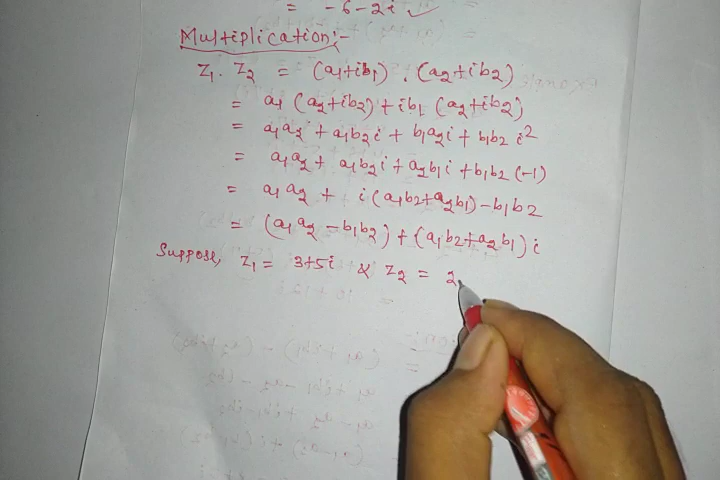 = -6-2i ✓
Multiplication:-
Z1 . Z2 = (a1+ib1) . (a2+ib2)
= a1 (a2+ib2) + ib1 (a2+ib2)
= a1a2 + a1b2i + b1a2i + b1b2 i²
= a1a2 + a1b2i + a2b1i + b1b2 (-1)
= a1a2 + i(a1b2+a2b1) - b1b2
= (a1a2 - b1b2) + (a1b2+a2b1) i
Suppose, Z1 = 3+5i & Z2 = 2